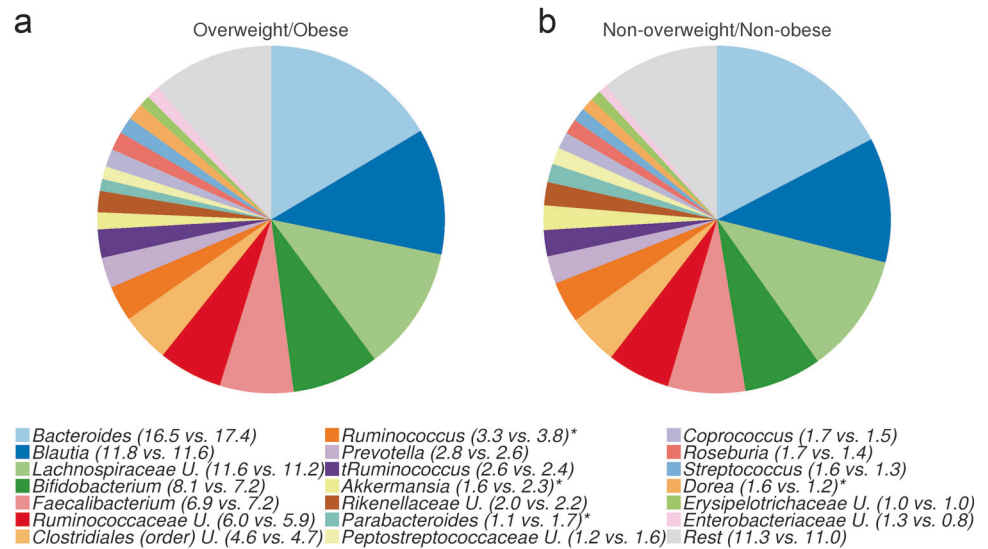 a
Overweight/Obese
b
Non-overweight/Non-obese
Bacteroides (16.5 vs. 17.4)
Blautia (11.8 vs. 11.6)
Lachnospiraceae U. (11.6 vs. 11.2)
Bifidobacterium (8.1 vs. 7.2)
Faecalibacterium (6.9 vs. 7.2)
Ruminococcaceae U. (6.0 vs. 5.9)
Clostridiales (order) U. (4.6 vs. 4.7)
Ruminococcus (3.3 vs. 3.8)*
Prevotella (2.8 vs. 2.6)
tRuminococcus (2.6 vs. 2.4)
Akkermansia (1.6 vs. 2.3)*
Rikenellaceae U. (2.0 vs. 2.2)
Parabacteroides (1.1 vs. 1.7)*
Peptostreptococcaceae U. (1.2 vs. 1.6)
Coprococcus (1.7 vs. 1.5)
Roseburia (1.7 vs. 1.4)
Streptococcus (1.6 vs. 1.3)
Dorea (1.6 vs. 1.2)*
Erysipelotrichaceae U. (1.0 vs. 1.0)
Enterobacteriaceae U. (1.3 vs. 0.8)
Rest (11.3 vs. 11.0)